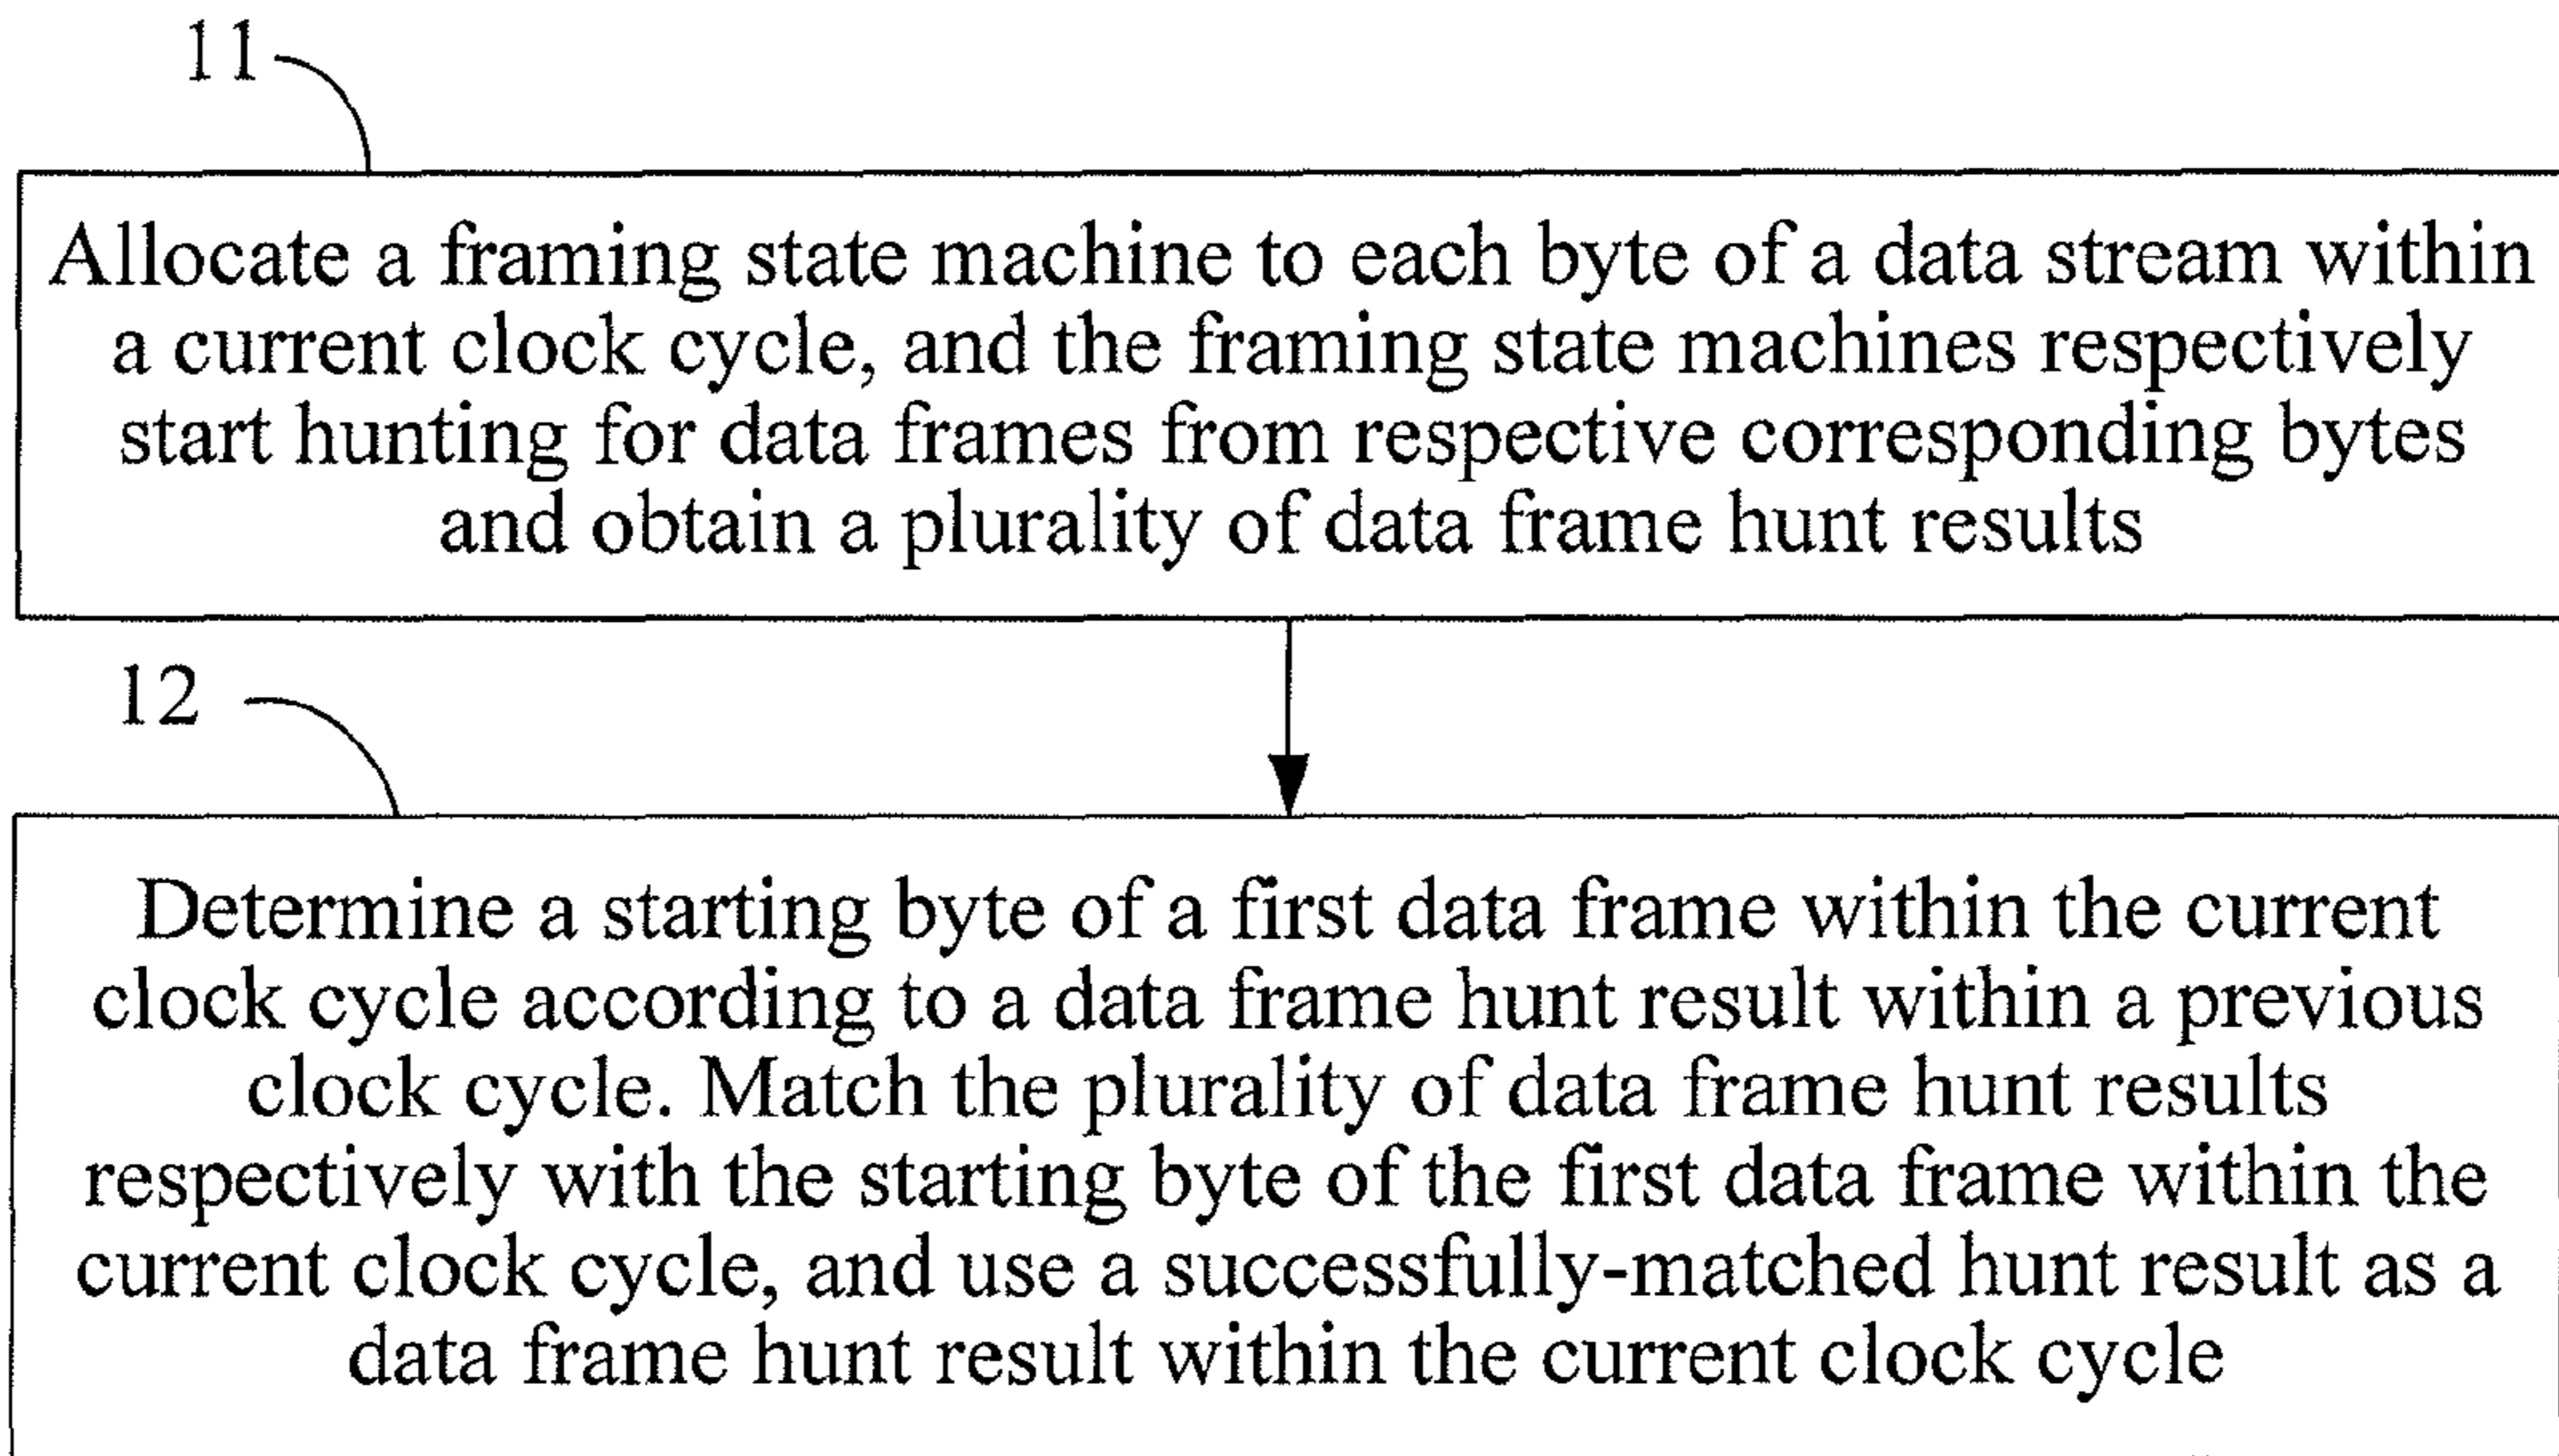 11
Allocate a framing state machine to each byte of a data stream within
a current clock cycle, and the framing state machines respectively
start hunting for data frames from respective corresponding bytes
and obtain a plurality of data frame hunt results
12
Determine a starting byte of a first data frame within the current
clock cycle according to a data frame hunt result within a previous
clock cycle. Match the plurality of data frame hunt results
respectively with the starting byte of the first data frame within the
current clock cycle, and use a successfully-matched hunt result as a
data frame hunt result within the current clock cycle